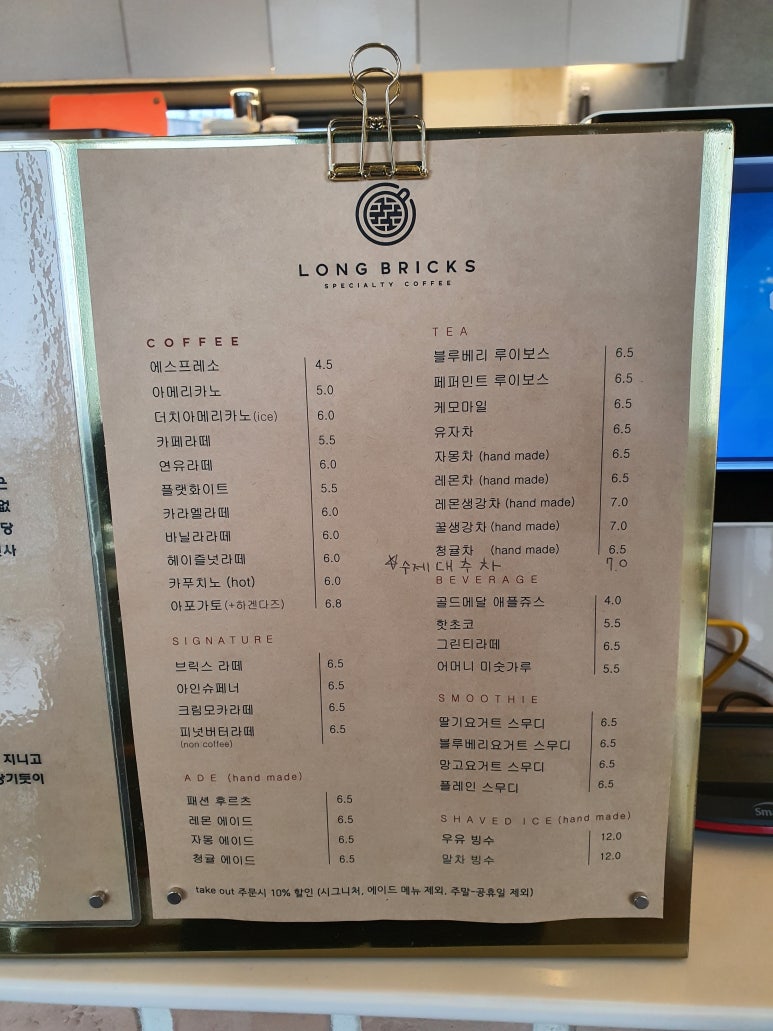 LONG BRICKS
SPECIALTY COFFEE
COFFEE
에스프레소 4.5
아메리카노 5.0
더치아메리카노(ice) 6.0
카페라떼 5.5
연유라떼 6.0
플랫화이트 5.5
카라멜라떼 6.0
바닐라라떼 6.0
헤이즐넛라떼 6.0
카푸치노 (hot) 6.0
아포가토(+하겐다즈) 6.8
SIGNATURE
브릭스 라떼 6.5
아인슈페너 6.5
크림모카라떼 6.5
피넛버터라떼 6.5
(non coffee)
ADE (hand made)
패션 후르츠 6.5
레몬 에이드 6.5
자몽 에이드 6.5
청귤 에이드 6.5
TEA
블루베리 루이보스 6.5
페퍼민트 루이보스 6.5
케모마일 6.5
유자차 6.5
자몽차 (hand made) 6.5
레몬차 (hand made) 6.5
레몬생강차 (hand made) 7.0
꿀생강차 (hand made) 7.0
청귤차 (hand made) 6.5
☆수제 대추차 7.0
BEVERAGE
골드메달 애플쥬스 4.0
핫초코 5.5
그린티라떼 6.5
어머니 미숫가루 5.5
SMOOTHIE
딸기요거트 스무디 6.5
블루베리요거트 스무디 6.5
망고요거트 스무디 6.5
플레인 스무디 6.5
SHAVED ICE (hand made)
우유 빙수 12.0
말차 빙수 12.0
take out 주문시 10% 할인 (시그니처, 에이드 메뉴 제외, 주말-공휴일 제외)
지니고